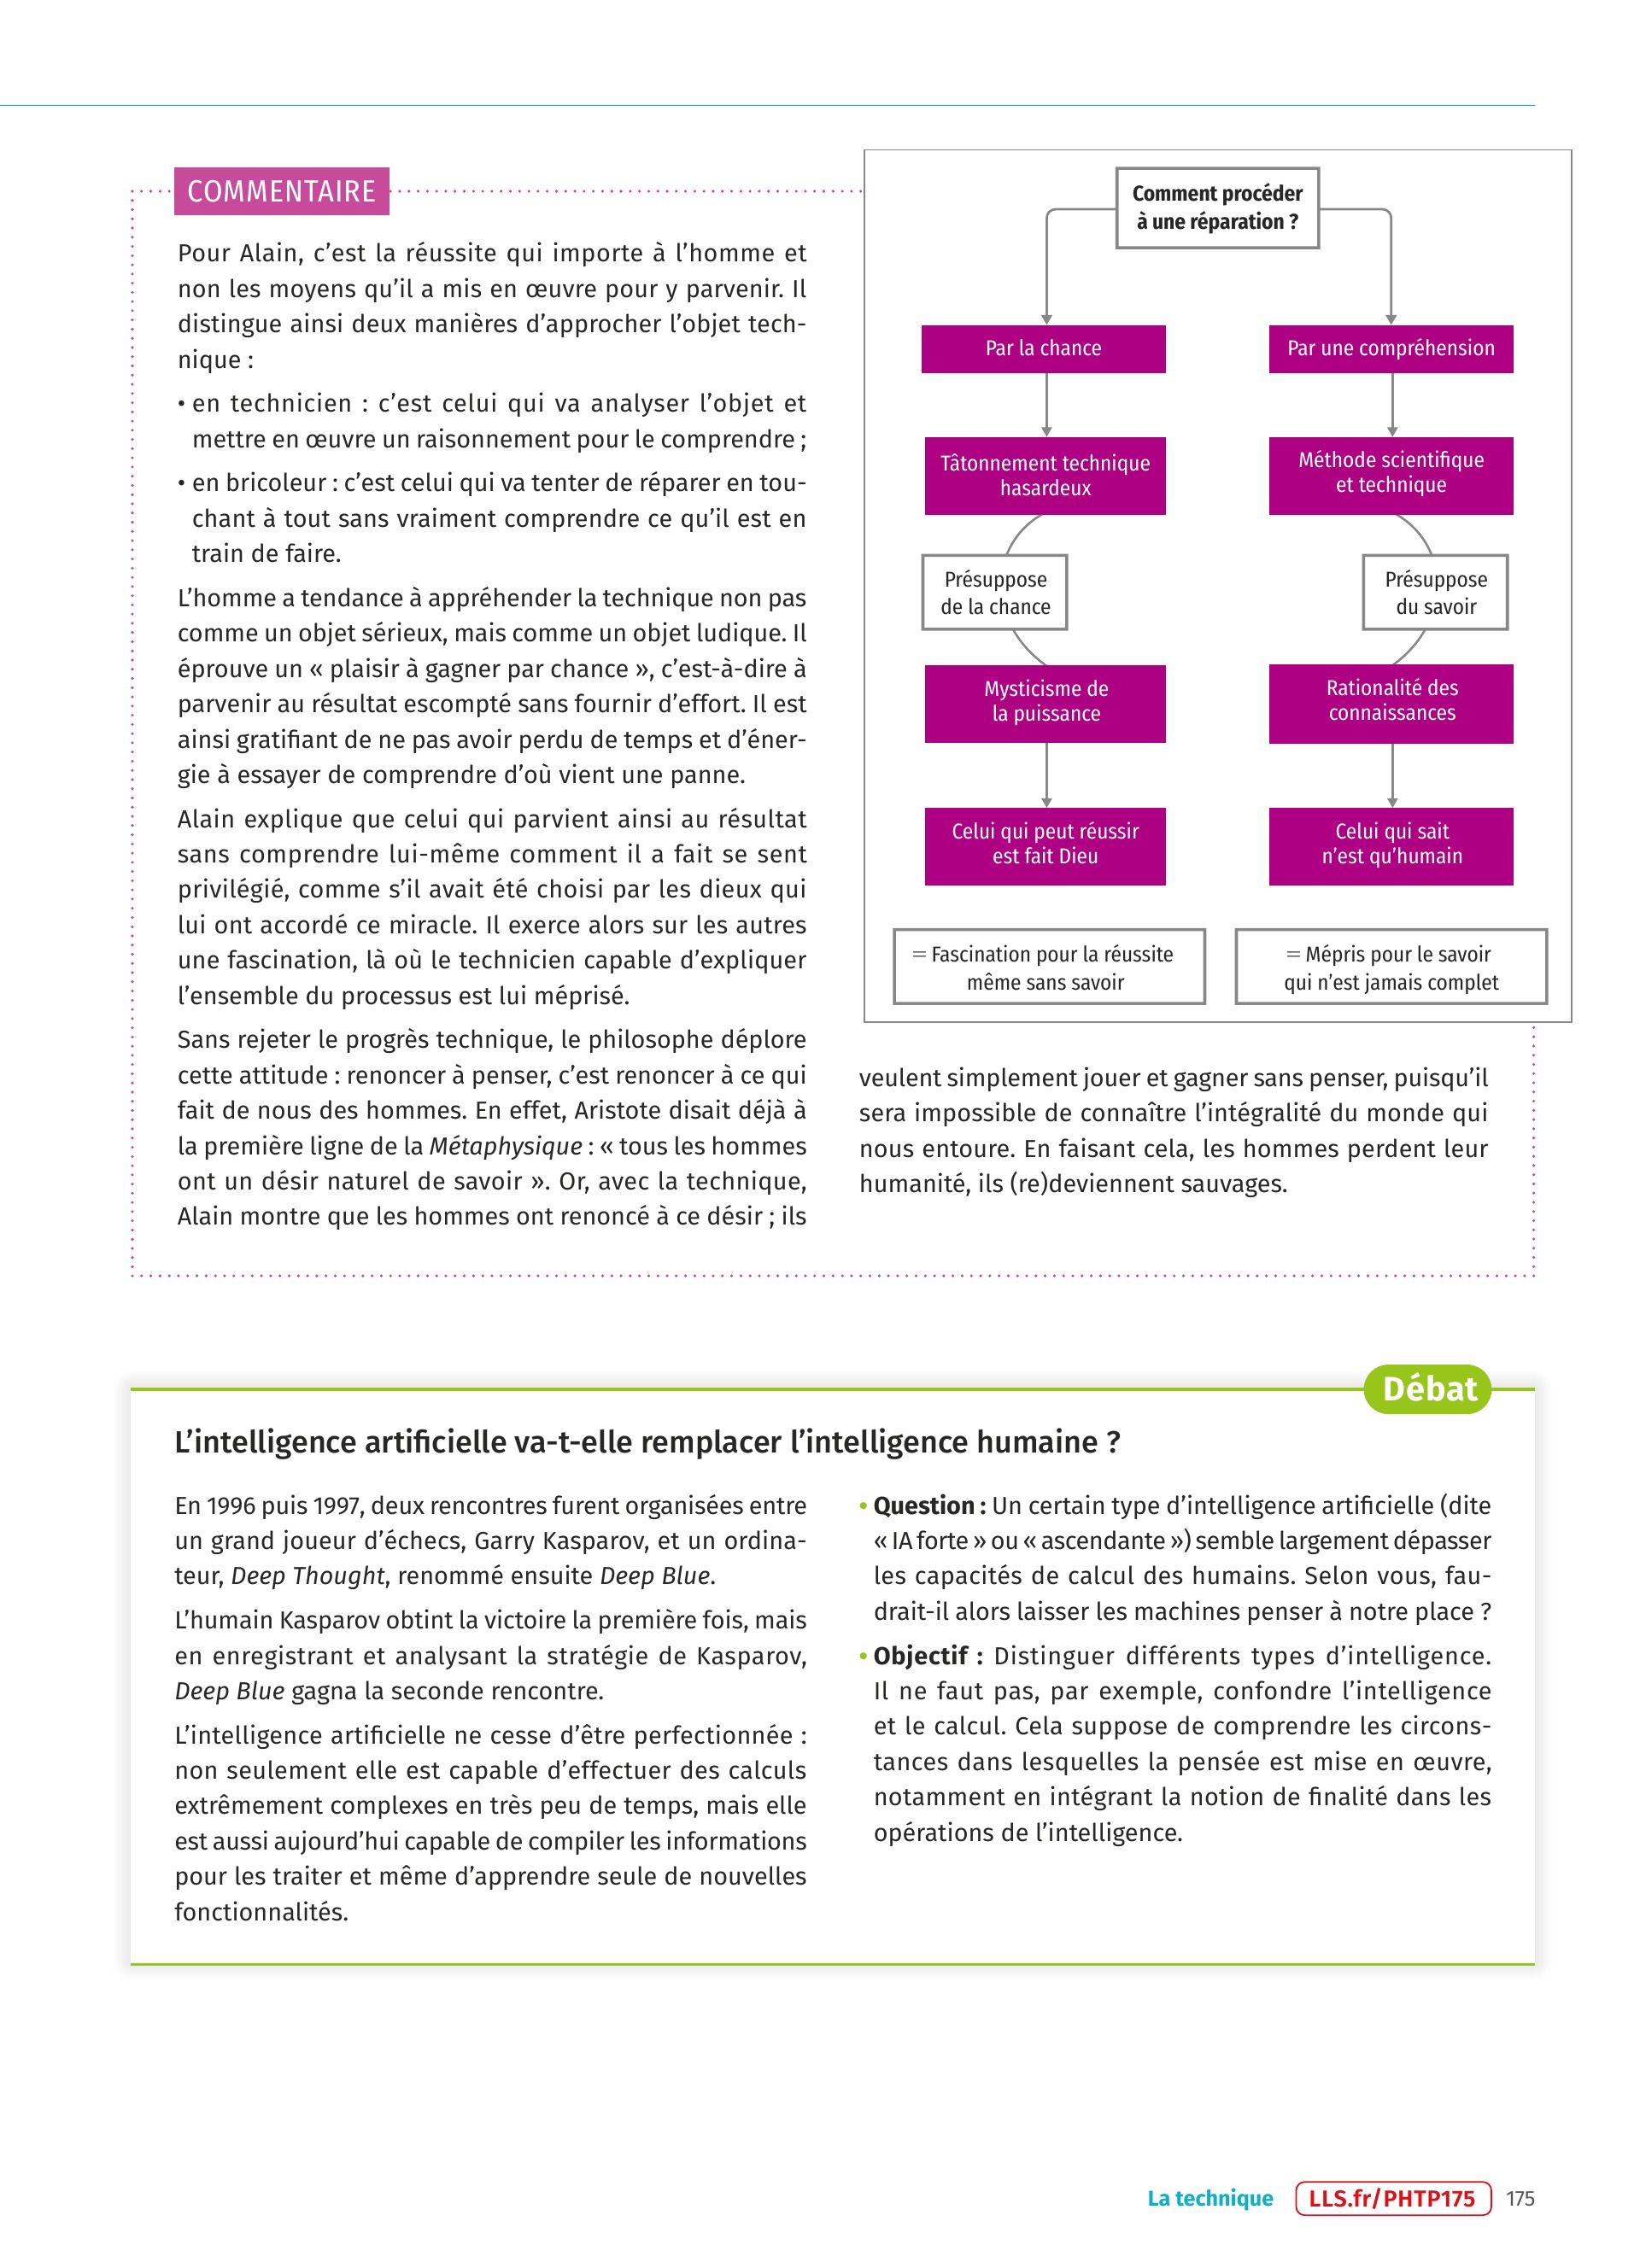 COMMENTAIRE
Pour Alain, c’est la réussite qui importe à l’homme et
non les moyens qu’il a mis en œuvre pour y parvenir. Il
distingue ainsi deux manières d’approcher l’objet tech-
nique :
• en technicien : c’est celui qui va analyser l’objet et
mettre en œuvre un raisonnement pour le comprendre ;
• en bricoleur : c’est celui qui va tenter de réparer en tou-
chant à tout sans vraiment comprendre ce qu’il est en
train de faire.
L’homme a tendance à appréhender la technique non pas
comme un objet sérieux, mais comme un objet ludique. Il
éprouve un « plaisir à gagner par chance », c’est-à-dire à
parvenir au résultat escompté sans fournir d’effort. Il est
ainsi gratifiant de ne pas avoir perdu de temps et d’éner-
gie à essayer de comprendre d’où vient une panne.
Alain explique que celui qui parvient ainsi au résultat
sans comprendre lui-même comment il a fait se sent
privilégié, comme s’il avait été choisi par les dieux qui
lui ont accordé ce miracle. Il exerce alors sur les autres
une fascination, là où le technicien capable d’expliquer
l’ensemble du processus est lui méprisé.
Sans rejeter le progrès technique, le philosophe déplore
cette attitude : renoncer à penser, c’est renoncer à ce qui
fait de nous des hommes. En effet, Aristote disait déjà à
la première ligne de la Métaphysique : « tous les hommes
ont un désir naturel de savoir ». Or, avec la technique,
Alain montre que les hommes ont renoncé à ce désir ; ils
Comment procéder
à une réparation ?
Par la chance
Tâtonnement technique
hasardeux
Présuppose
de la chance
Mysticisme de
la puissance
Celui qui peut réussir
est fait Dieu
= Fascination pour la réussite
même sans savoir
Par une compréhension
Méthode scientifique
et technique
Présuppose
du savoir
Rationalité des
connaissances
Celui qui sait
n’est qu’humain
= Mépris pour le savoir
qui n’est jamais complet
veulent simplement jouer et gagner sans penser, puisqu’il
sera impossible de connaître l’intégralité du monde qui
nous entoure. En faisant cela, les hommes perdent leur
humanité, ils (re)deviennent sauvages.
Débat
L’intelligence artificielle va-t-elle remplacer l’intelligence humaine ?
En 1996 puis 1997, deux rencontres furent organisées entre
un grand joueur d’échecs, Garry Kasparov, et un ordina-
teur, Deep Thought, renommé ensuite Deep Blue.
L’humain Kasparov obtint la victoire la première fois, mais
en enregistrant et analysant la stratégie de Kasparov,
Deep Blue gagna la seconde rencontre.
L’intelligence artificielle ne cesse d’être perfectionnée :
non seulement elle est capable d’effectuer des calculs
extrêmement complexes en très peu de temps, mais elle
est aussi aujourd’hui capable de compiler les informations
pour les traiter et même d’apprendre seule de nouvelles
fonctionnalités.
• Question : Un certain type d’intelligence artificielle (dite
« IA forte » ou « ascendante ») semble largement dépasser
les capacités de calcul des humains. Selon vous, fau-
drait-il alors laisser les machines penser à notre place ?
• Objectif : Distinguer différents types d’intelligence.
Il ne faut pas, par exemple, confondre l’intelligence
et le calcul. Cela suppose de comprendre les circons-
tances dans lesquelles la pensée est mise en œuvre,
notamment en intégrant la notion de finalité dans les
opérations de l’intelligence.
La technique LLS.fr/PHTP175 175